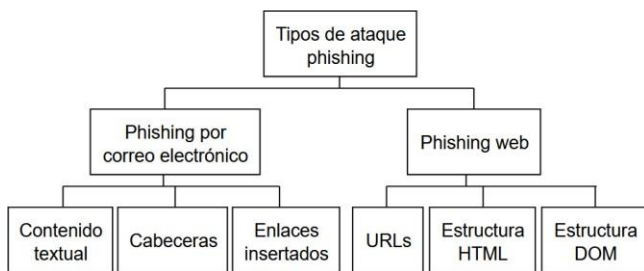 Tipos de ataque
phishing
Phishing por
correo electrónico
Phishing web
Contenido
textual
Cabeceras
Enlaces
insertados
URLs
Estructura
HTML
Estructura
DOM